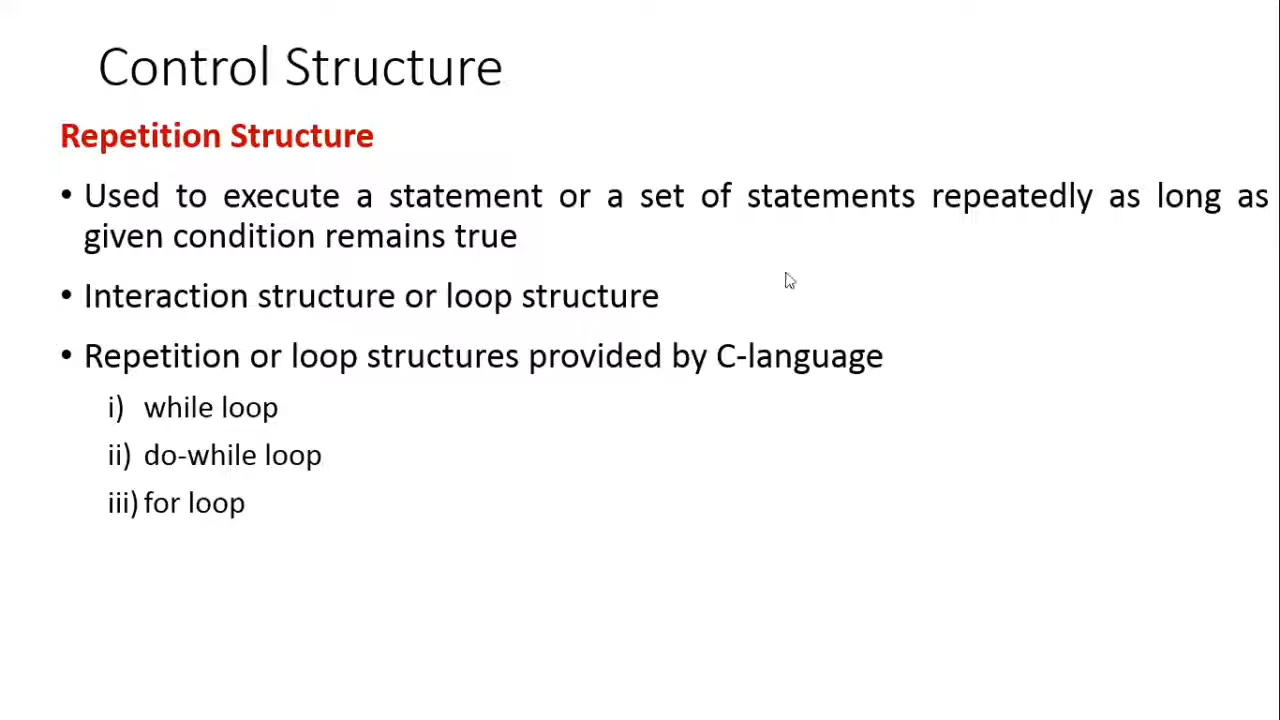 Control Structure
Repetition Structure
• Used to execute a statement or a set of statements repeatedly as long as
given condition remains true
• Interaction structure or loop structure
• Repetition or loop structures provided by C-language
i) while loop
ii) do-while loop
iii) for loop